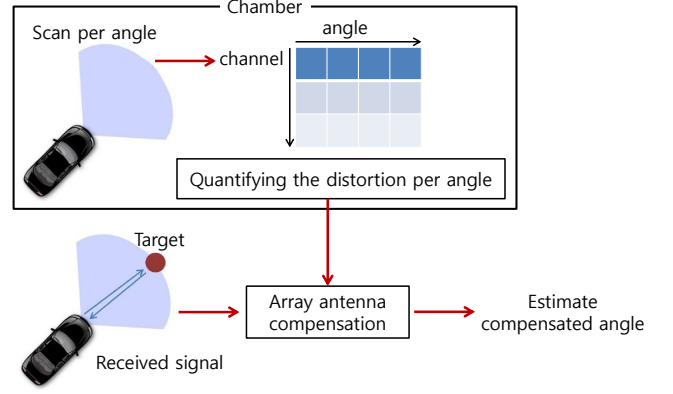 Chamber
Scan per angle
angle
channel
Quantifying the distortion per angle
Target
Array antenna
compensation
Estimate
compensated angle
Received signal